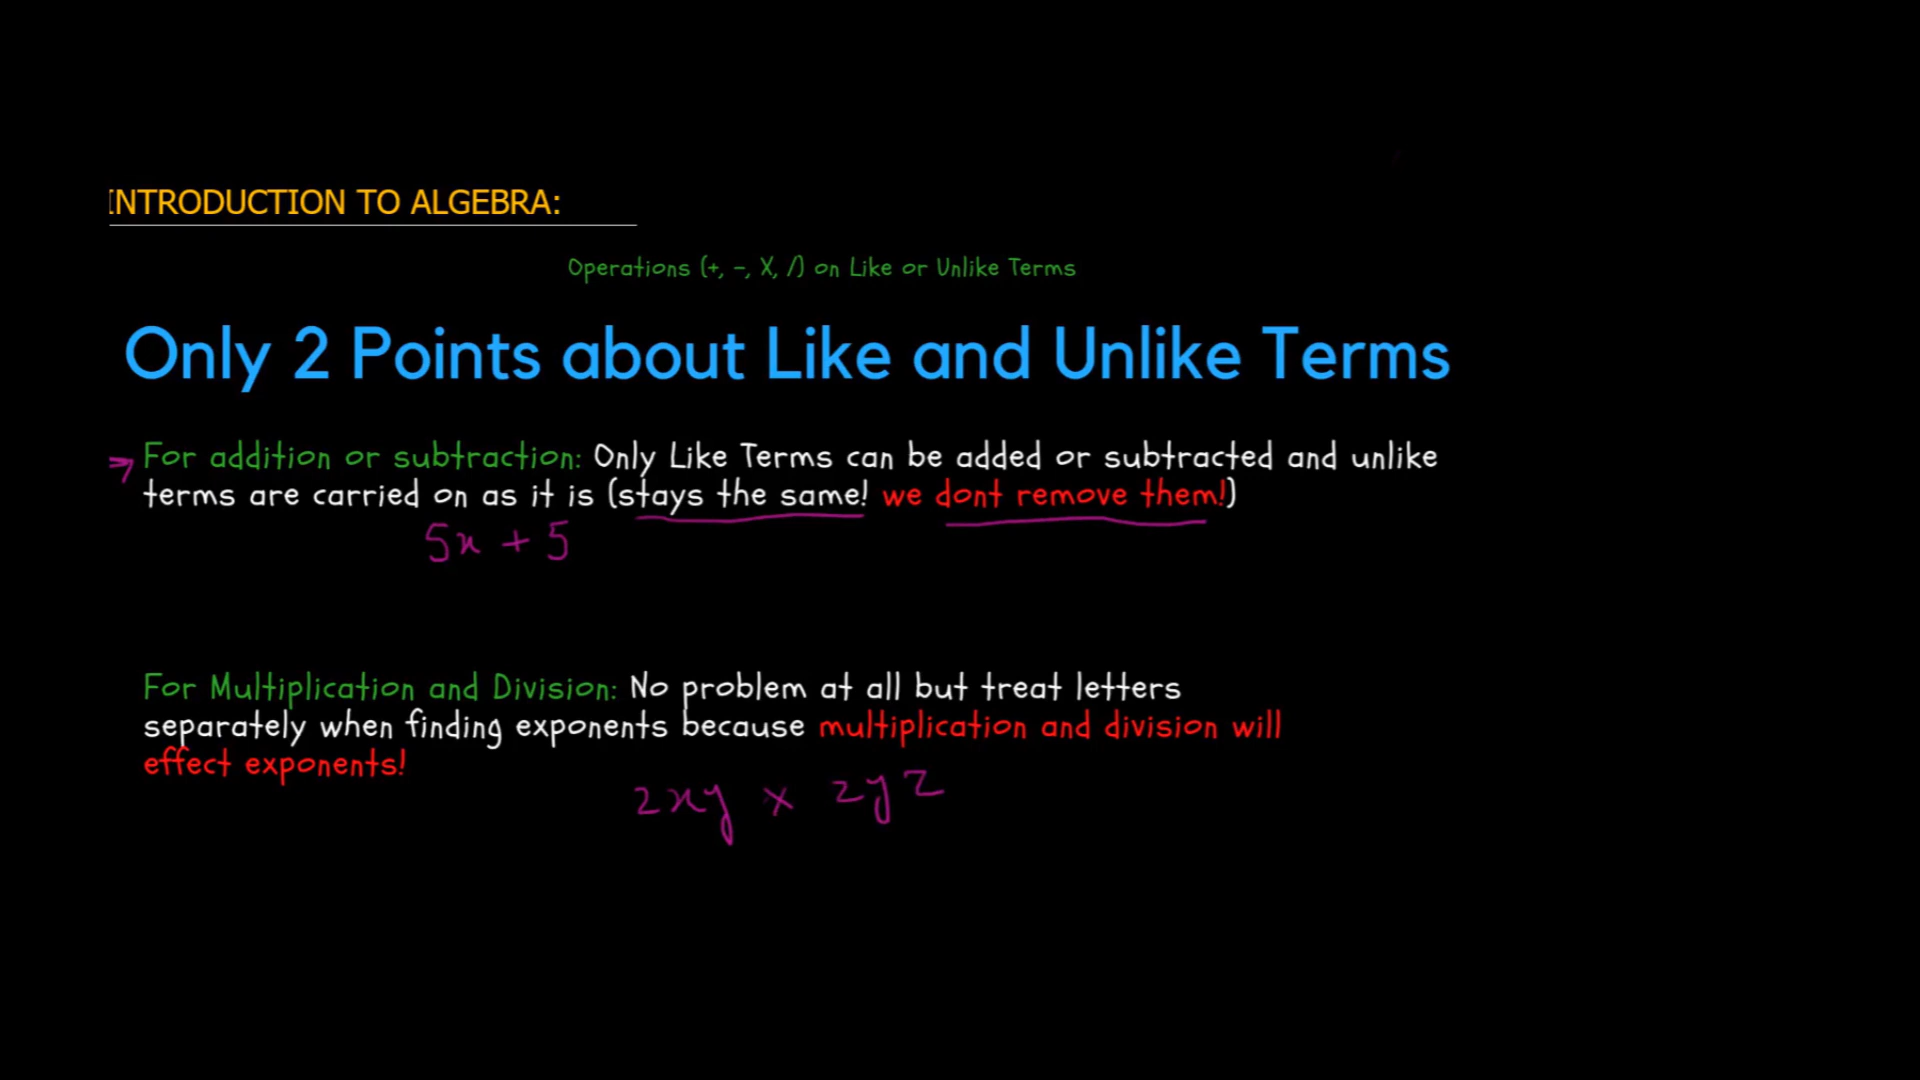 INTRODUCTION TO ALGEBRA:
Operations (+, -, X, /) on Like or Unlike Terms
Only 2 Points about Like and Unlike Terms
For addition or subtraction: Only Like Terms can be added or subtracted and unlike
terms are carried on as it is (stays the same! we dont remove them!)
5x + 5
For Multiplication and Division: No problem at all but treat letters
separately when finding exponents because multiplication and division will
effect exponents!
2xy × 2yz